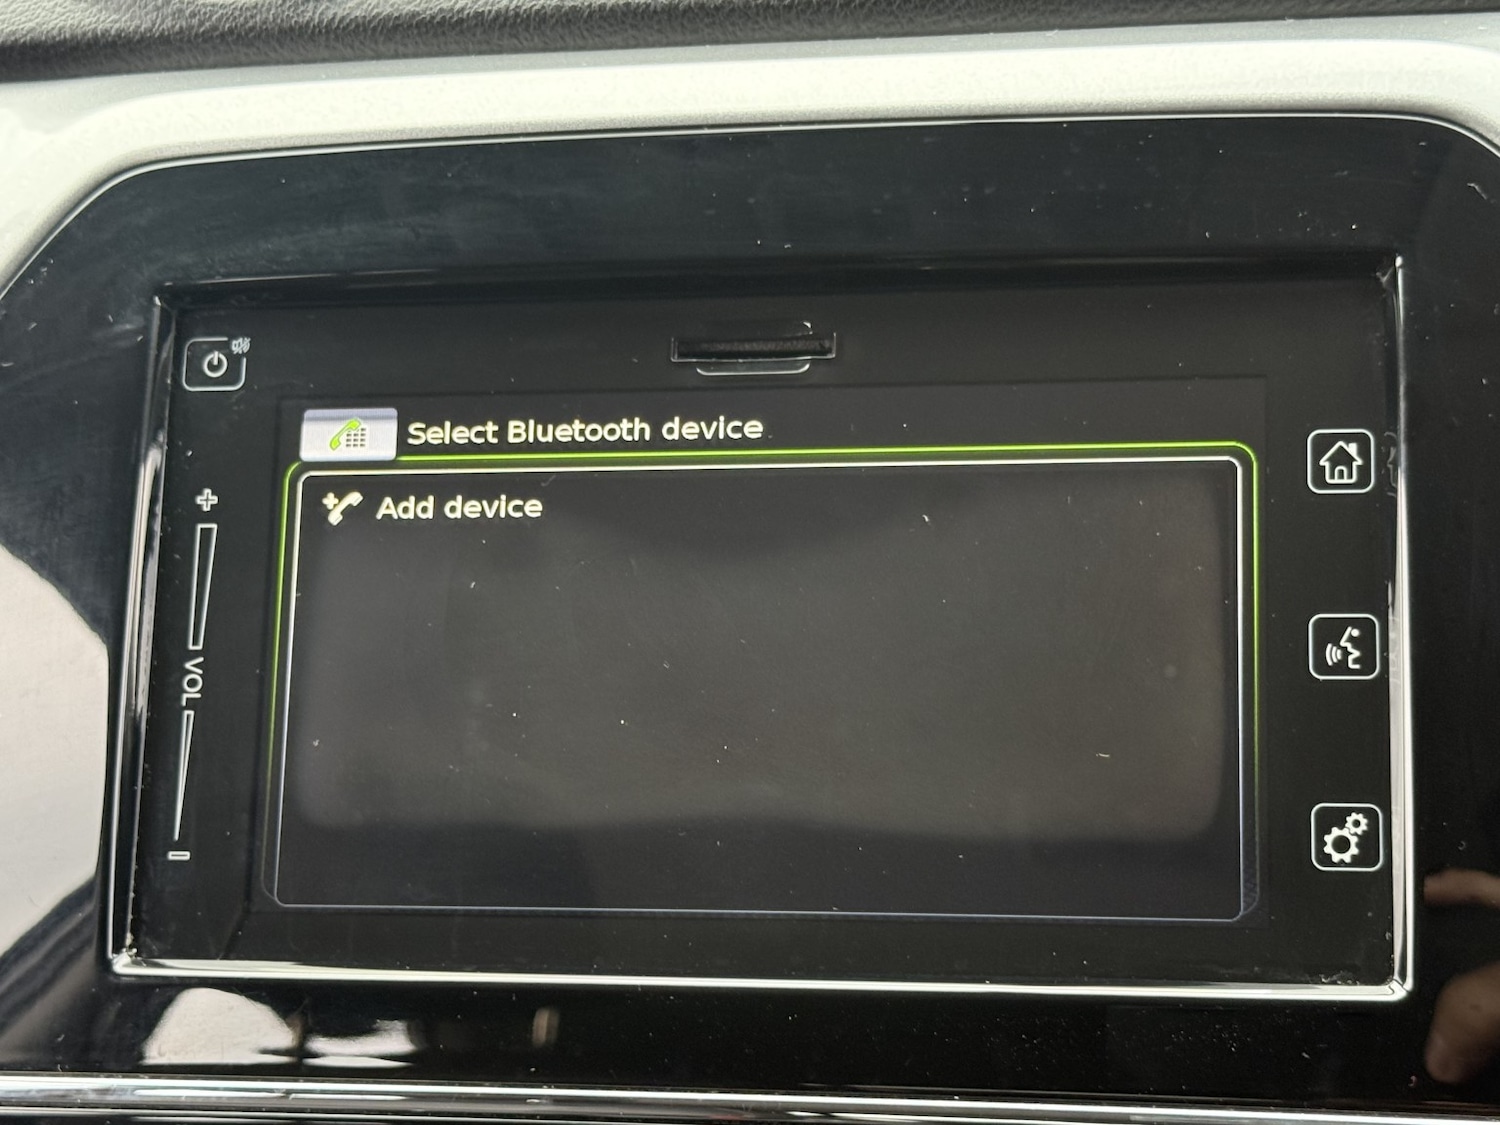 Select Bluetooth device
Add device
+
VOL
-